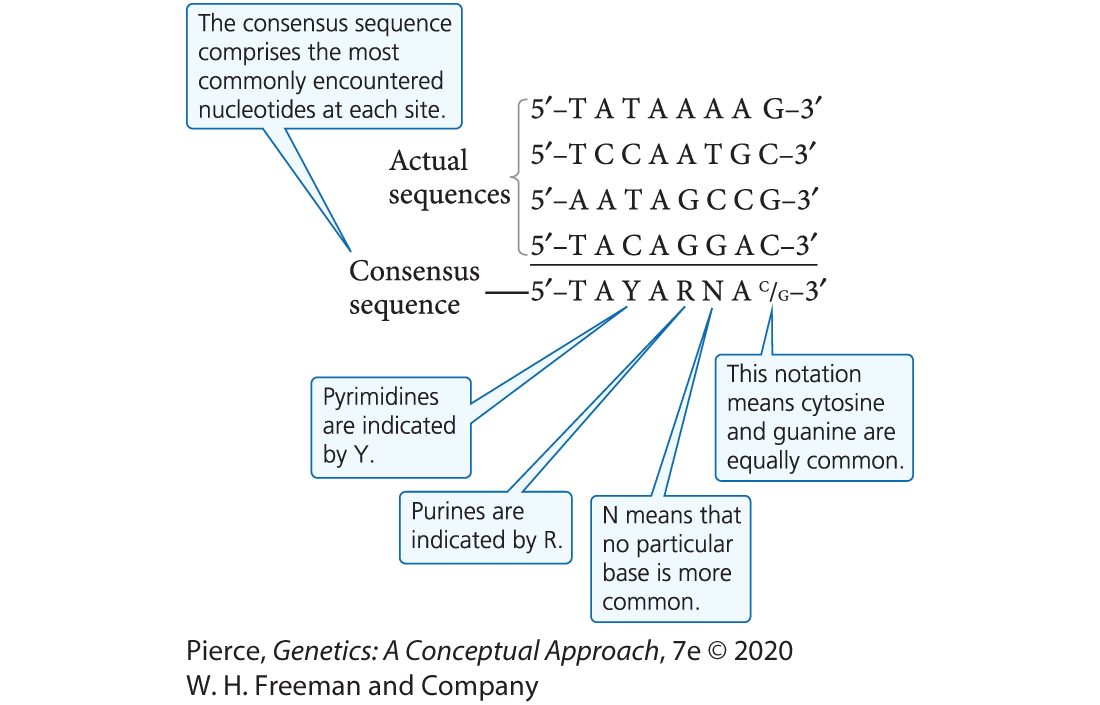 The consensus sequence
comprises the most
commonly encountered
nucleotides at each site.
Actual
sequences
5′–T A T A A A A G–3′
5′–T C C A A T G C–3′
5′–A A T A G C C G–3′
5′–T A C A G G A C–3′
Consensus
sequence
5′–T A Y A R N A C/G–3′
Pyrimidines
are indicated
by Y.
Purines are
indicated by R.
N means that
no particular
base is more
common.
This notation
means cytosine
and guanine are
equally common.
Pierce, Genetics: A Conceptual Approach, 7e © 2020
W. H. Freeman and Company